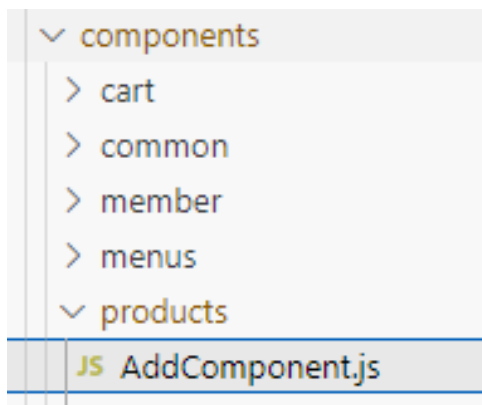 components
cart
common
member
menus
products
JS AddComponent.js